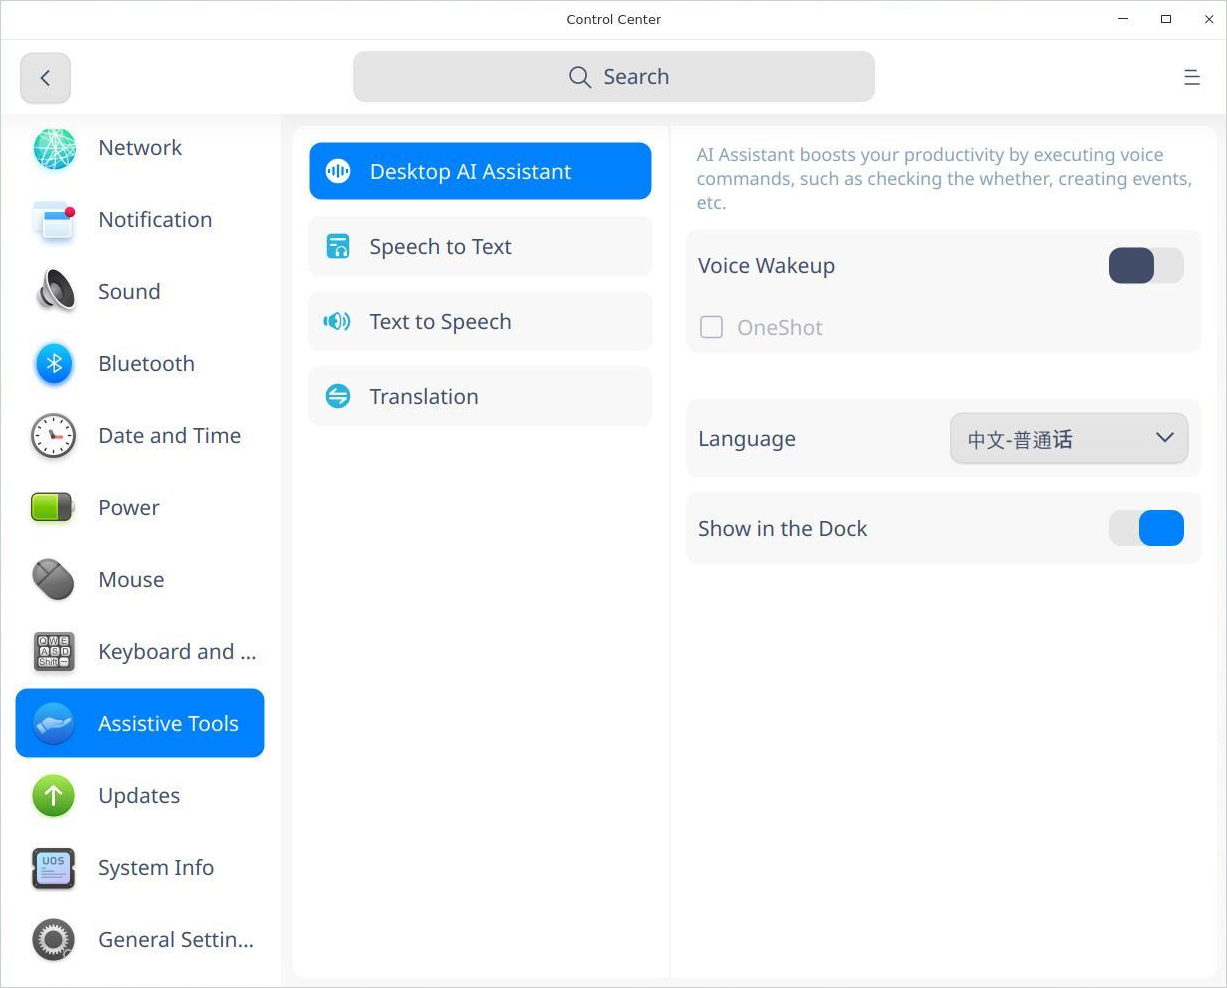 Control Center
Search
Network
Notification
Sound
Bluetooth
Date and Time
Power
Mouse
Keyboard and ...
Assistive Tools
Updates
UOS
System Info
General Settin...
Desktop AI Assistant
Speech to Text
Text to Speech
Translation
AI Assistant boosts your productivity by executing voice
commands, such as checking the whether, creating events,
etc.
Voice Wakeup
OneShot
Language
中文-普通话
Show in the Dock